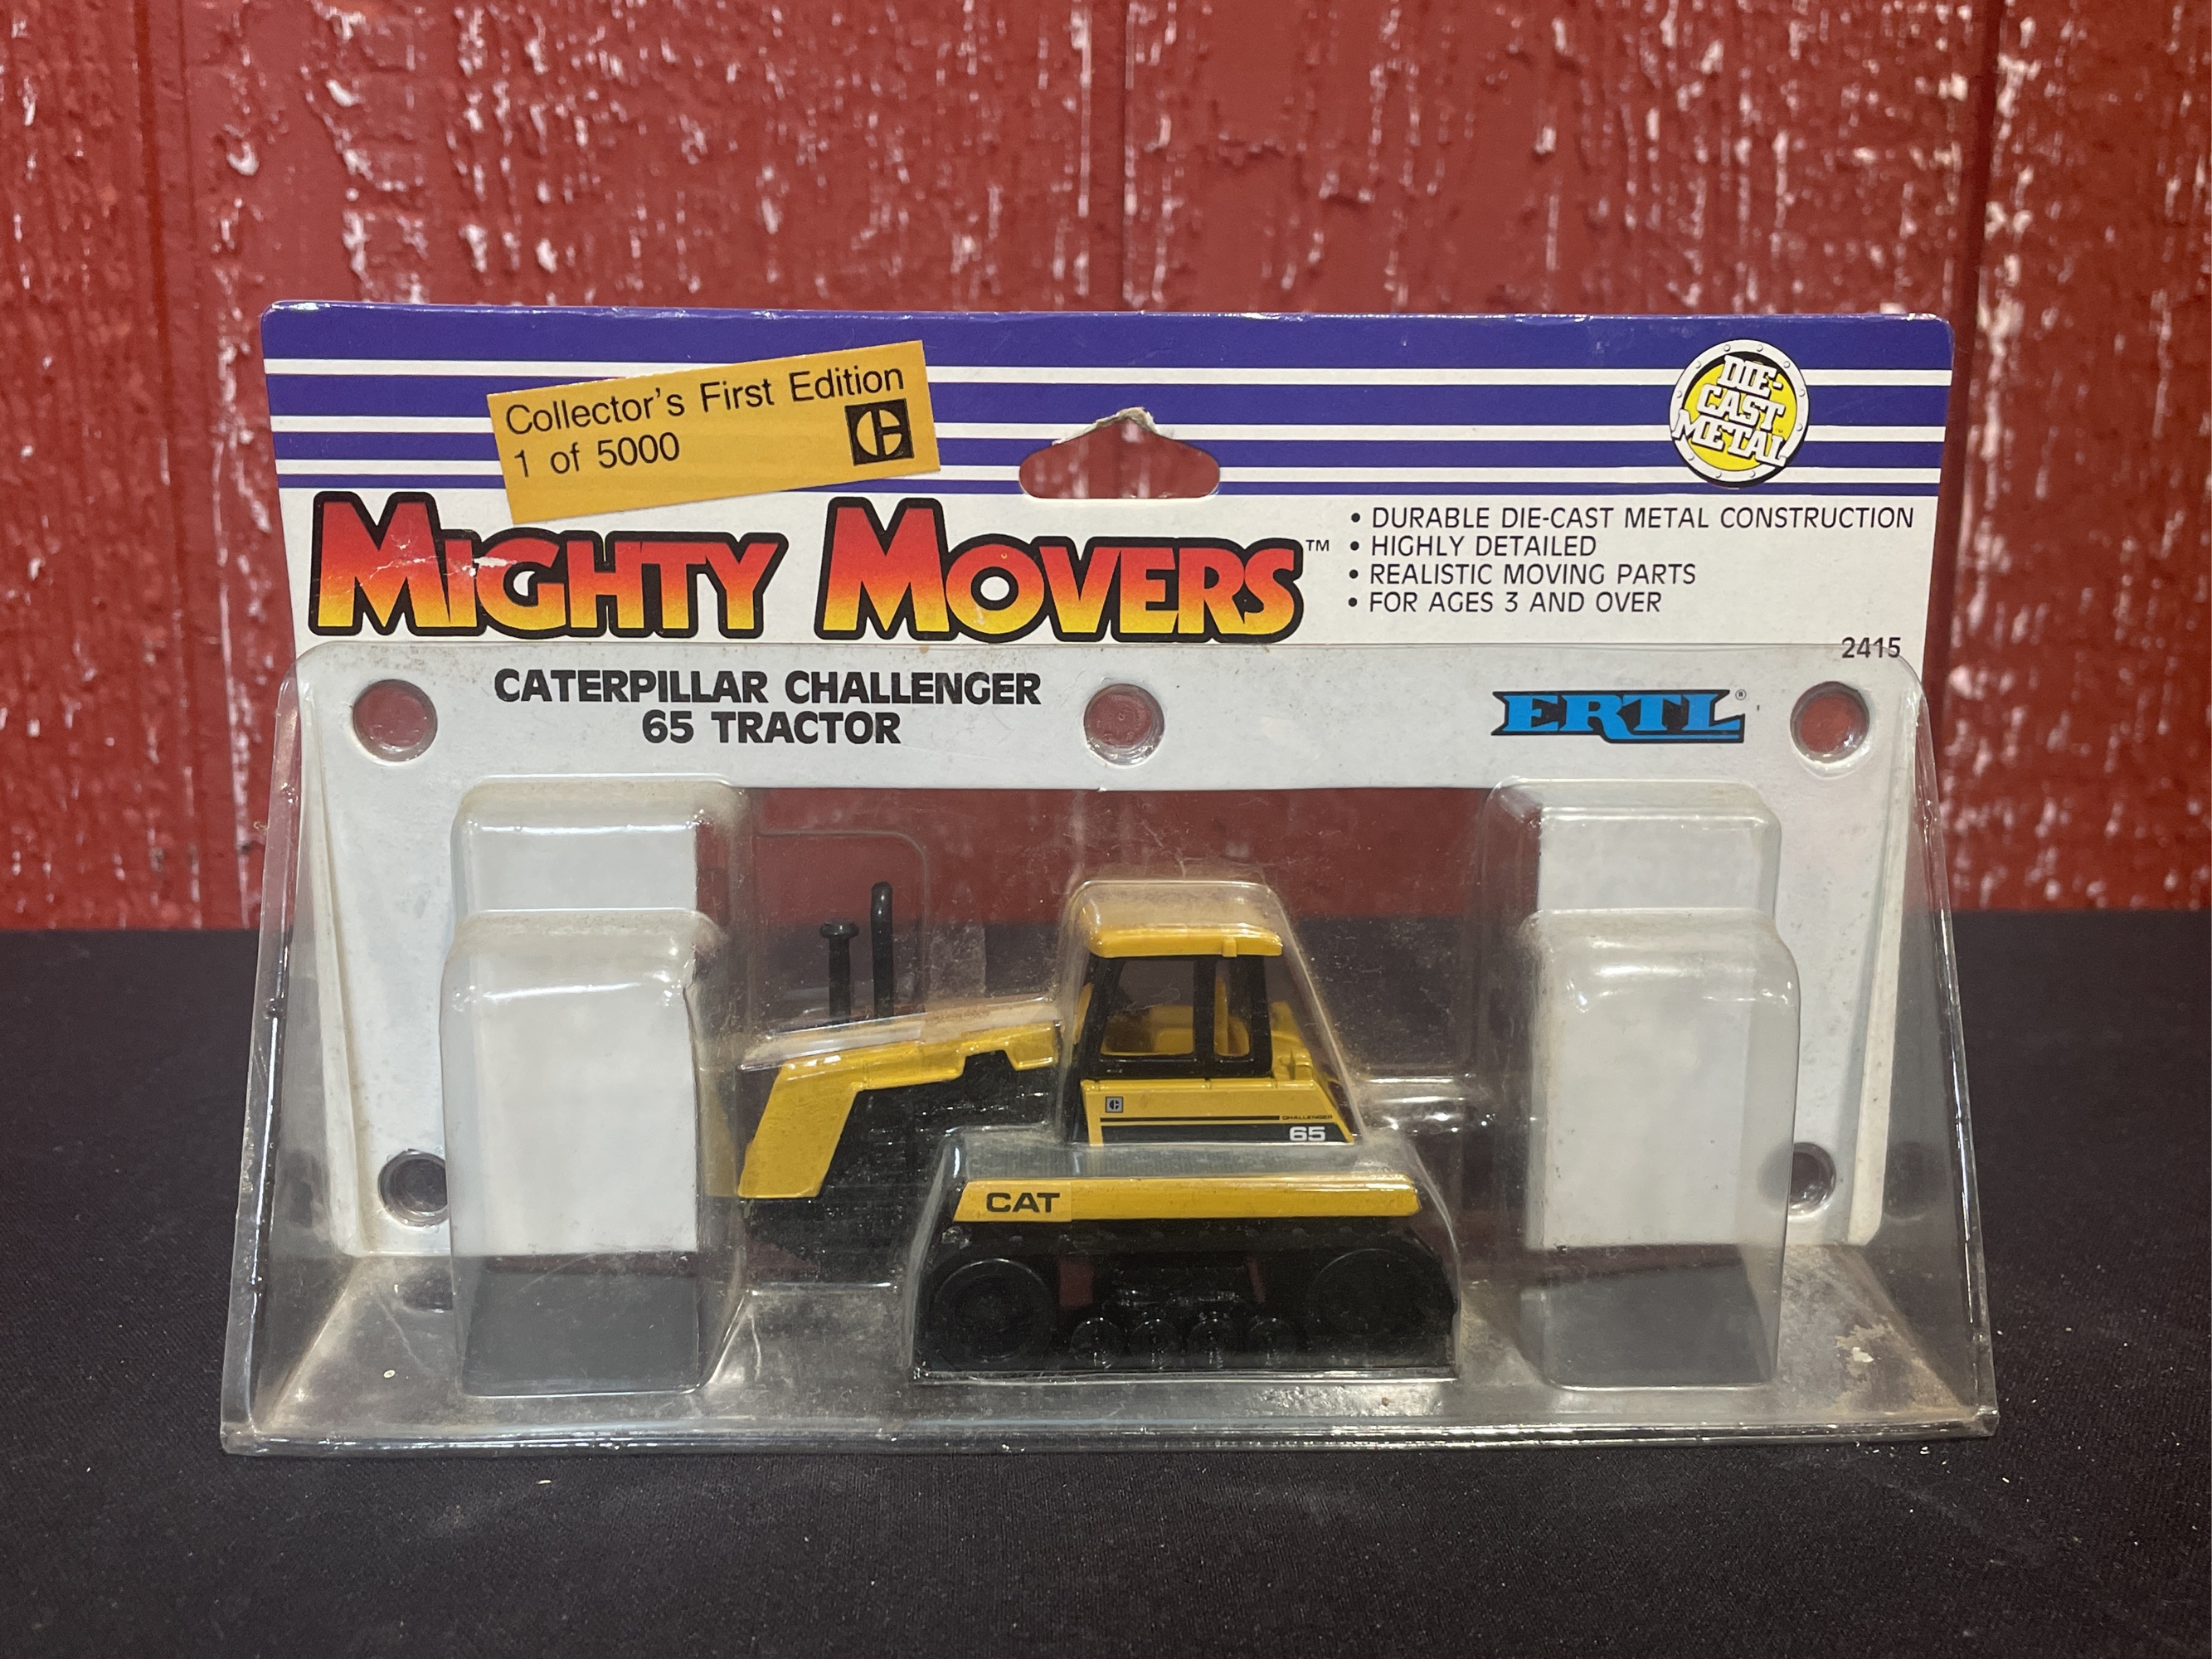 Collector's First Edition
1 of 5000
DIE-
CAST
METAL
MIGHTY MOVERS™
• DURABLE DIE-CAST METAL CONSTRUCTION
• HIGHLY DETAILED
• REALISTIC MOVING PARTS
• FOR AGES 3 AND OVER
2415
CATERPILLAR CHALLENGER
65 TRACTOR
ERTL®
CHALLENGER
65
CAT